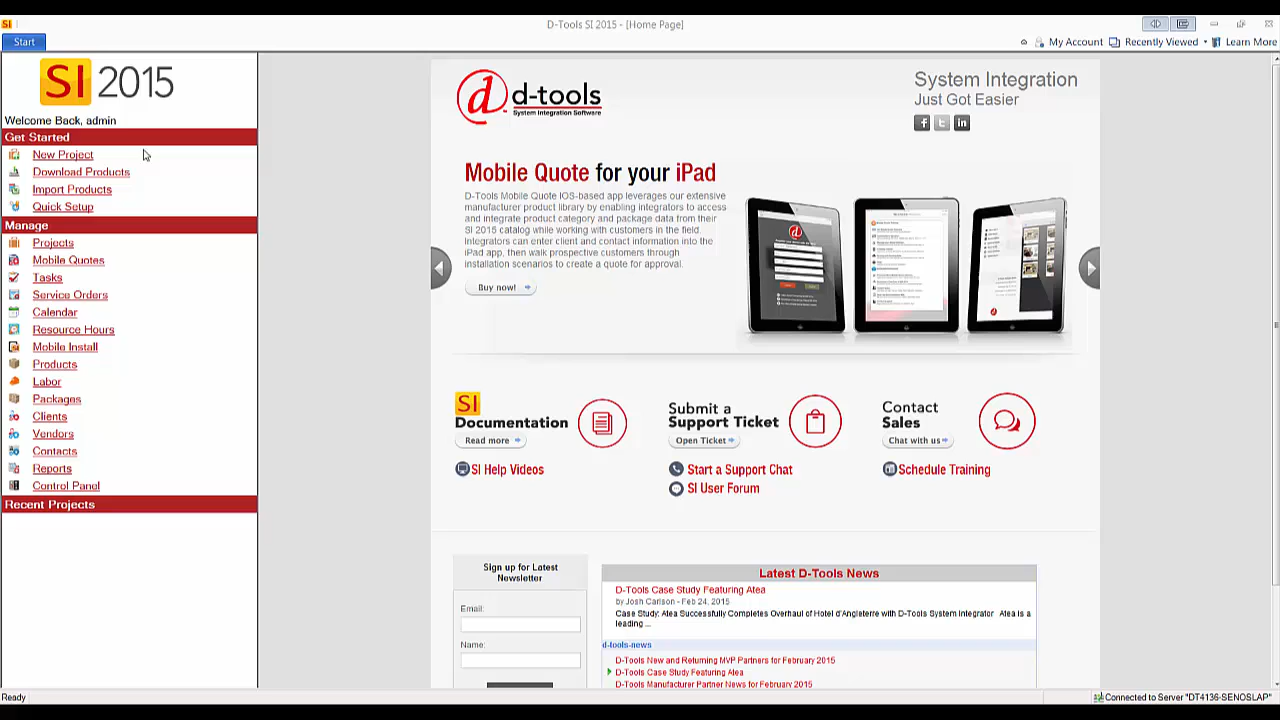 SI
D-Tools SI 2015 - [Home Page]
Start
My Account
Recently Viewed
Learn More
SI 2015
Welcome Back, admin
Get Started
New Project
Download Products
Import Products
Quick Setup
Manage
Projects
Mobile Quotes
Tasks
Service Orders
Calendar
Resource Hours
Mobile Install
Products
Labor
Packages
Clients
Vendors
Contacts
Reports
Control Panel
Recent Projects
d d-tools
System Integration Software
System Integration
Just Got Easier
Mobile Quote for your iPad
D-Tools Mobile Quote IOS-based app leverages our extensive
manufacturer product library by enabling integrators to access
and integrate product category and package data from their
SI 2015 catalog while working with customers in the field
Integrators can enter client and contact information into the
iPad app, then walk prospective customers through
installation scenarios to create a quote for approval.
Buy now!
SI
Documentation
Read more
SI Help Videos
Submit a
Support Ticket
Open Ticket
Start a Support Chat
SI User Forum
Contact
Sales
Chat with us
Schedule Training
Sign up for Latest
Newsletter
Email:
Name:
Latest D-Tools News
D-Tools Case Study Featuring Atea
by Josh Carlson - Feb 24, 2015
Case Study: Atea Successfully Completes Overhaul of Hotel d'Angleterre with D-Tools System Integrator Atea is a
leading ...
d-tools-news
D-Tools New and Returning MVP Partners for February 2015
D-Tools Case Study Featuring Atea
D-Tools Manufacturer Partner News for February 2015
Ready
Connected to Server "DT4136-SENOSLAP"